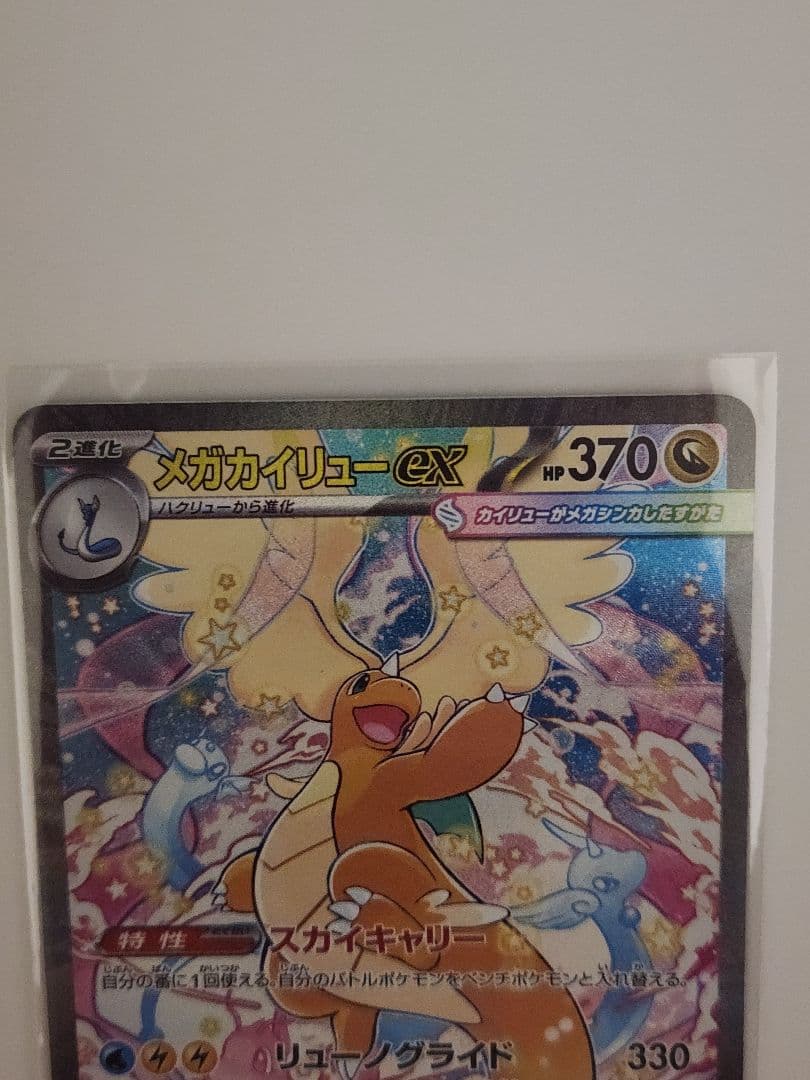 2進化
メガカイリューex HP370
ハクリューから進化
カイリューがメガシンカしたすがた
特性 スカイキャリー
自分の番に1回使える。自分のバトルポケモンをベンチポケモンと入れ替える。
リューノグライド 330